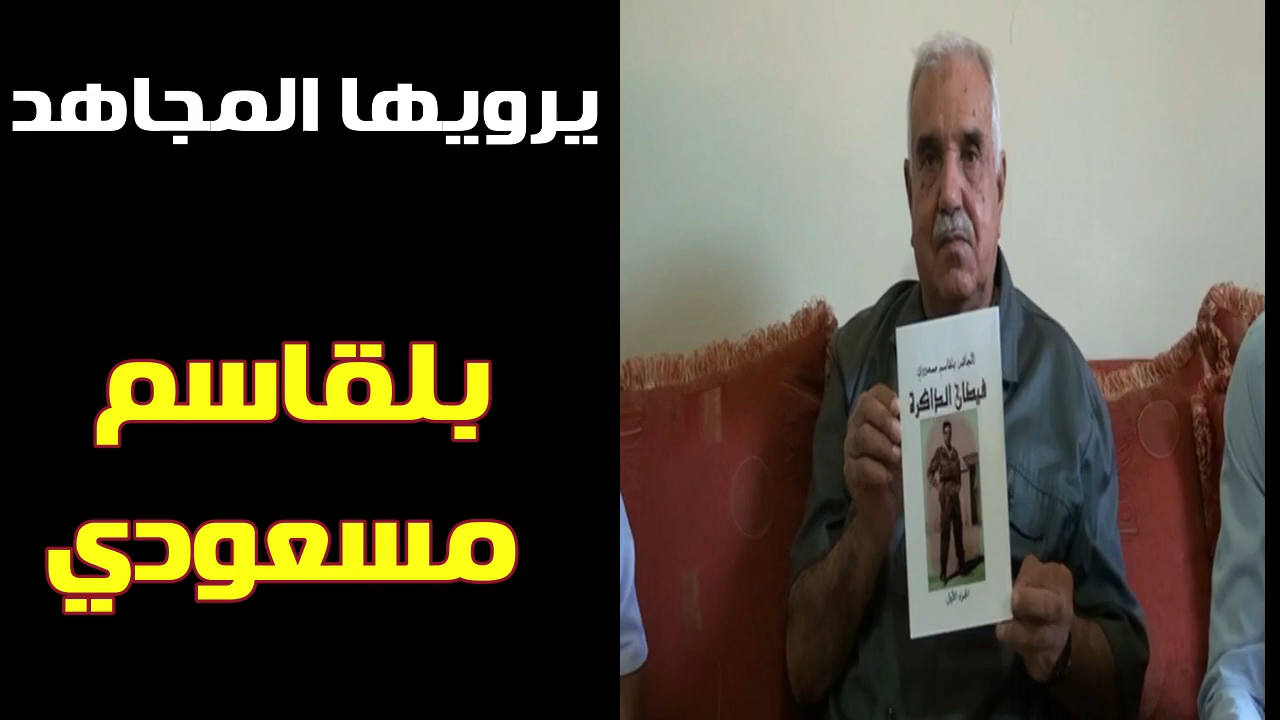 يرويها المجاهد
بلقاسم
مسعودي
المجاهد بلقاسم مسعودي
فيضان الذاكرة
الجزء الأول